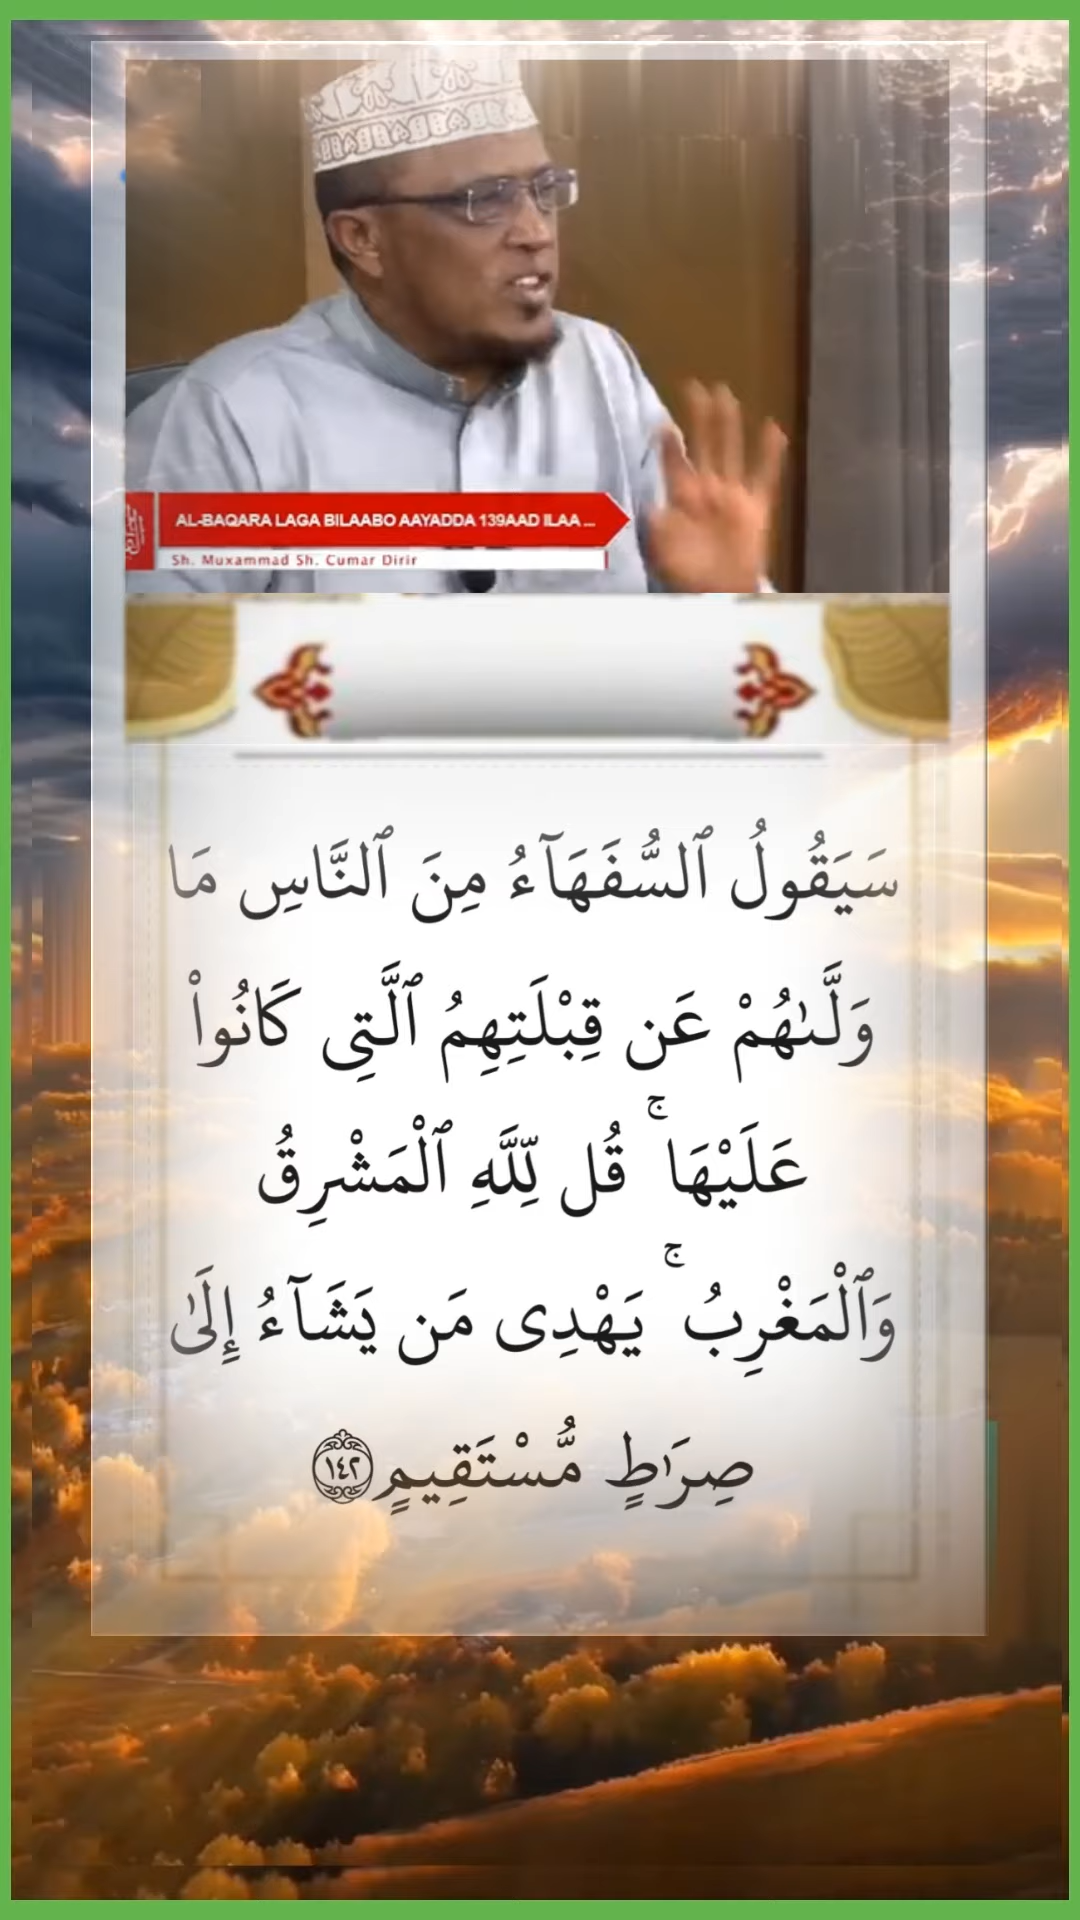 AL-BAQARA LAGA BILAABO AAYADDA 139AAD ILAA ...
Sh. Muxammad Sh. Cumar Dirir
سَيَقُولُ ٱلسُّفَهَآءُ مِنَ ٱلنَّاسِ مَا
وَلَّىٰهُمْ عَن قِبْلَتِهِمُ ٱلَّتِى كَانُوا۟
عَلَيْهَا ۚ قُل لِّلَّهِ ٱلْمَشْرِقُ
وَٱلْمَغْرِبُ ۚ يَهْدِى مَن يَشَآءُ إِلَىٰ
صِرَٰطٍ مُّسْتَقِيمٍ ١٤٢